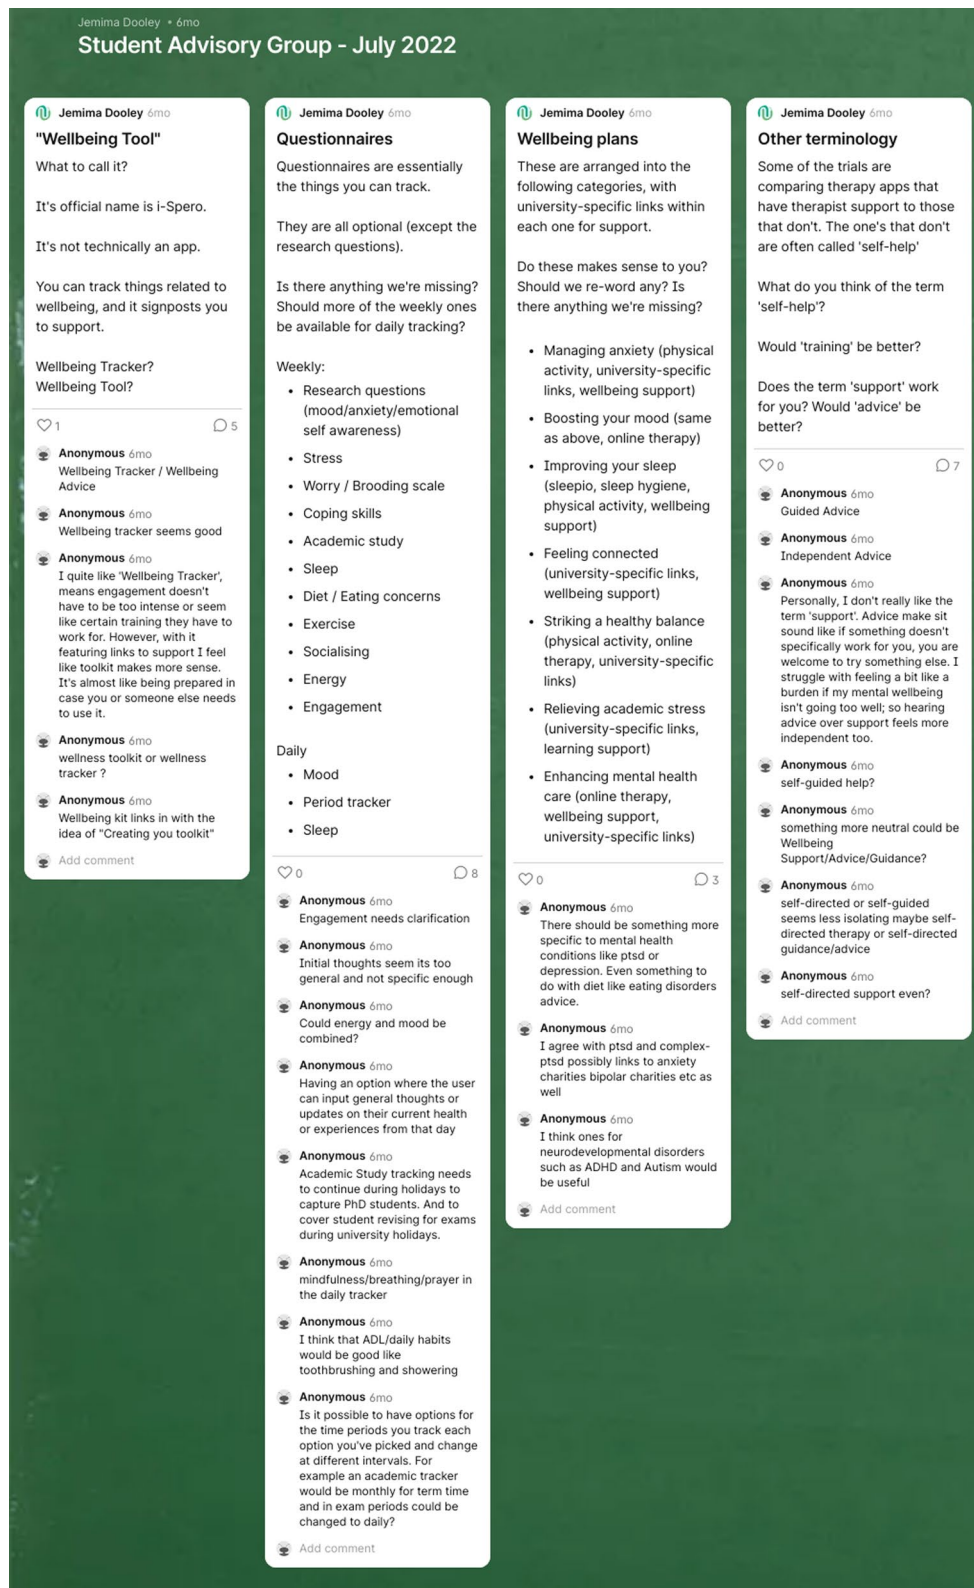 Jemima Dooley • 6mo
Student Advisory Group - July 2022
Jemima Dooley 6mo
"Wellbeing Tool"
What to call it?
It's official name is i-Spero.
It's not technically an app.
You can track things related to
wellbeing, and it signposts you
to support.
Wellbeing Tracker?
Wellbeing Tool?
1
5
Anonymous 6mo
Wellbeing Tracker / Wellbeing
Advice
Anonymous 6mo
Wellbeing tracker seems good
Anonymous 6mo
I quite like 'Wellbeing Tracker',
means engagement doesn't
have to be too intense or seem
like certain training they have to
work for. However, with it
featuring links to support I feel
like toolkit makes more sense.
It's almost like being prepared in
case you or someone else needs
to use it.
Anonymous 6mo
wellness toolkit or wellness
tracker ?
Anonymous 6mo
Wellbeing kit links in with the
idea of "Creating you toolkit"
Add comment
Jemima Dooley 6mo
Questionnaires
Questionnaires are essentially
the things you can track.
They are all optional (except the
research questions).
Is there anything we're missing?
Should more of the weekly ones
be available for daily tracking?
Weekly:
• Research questions
(mood/anxiety/emotional
self awareness)
• Stress
• Worry / Brooding scale
• Coping skills
• Academic study
• Sleep
• Diet / Eating concerns
• Exercise
• Socialising
• Energy
• Engagement
Daily
• Mood
• Period tracker
• Sleep
0
8
Anonymous 6mo
Engagement needs clarification
Anonymous 6mo
Initial thoughts seem its too
general and not specific enough
Anonymous 6mo
Could energy and mood be
combined?
Anonymous 6mo
Having an option where the user
can input general thoughts or
updates on their current health
or experiences from that day
Anonymous 6mo
Academic Study tracking needs
to continue during holidays to
capture PhD students. And to
cover student revising for exams
during university holidays.
Anonymous 6mo
mindfulness/breathing/prayer in
the daily tracker
Anonymous 6mo
I think that ADL/daily habits
would be good like
toothbrushing and showering
Anonymous 6mo
Is it possible to have options for
the time periods you track each
option you've picked and change
at different intervals. For
example an academic tracker
would be monthly for term time
and in exam periods could be
changed to daily?
Add comment
Jemima Dooley 6mo
Wellbeing plans
These are arranged into the
following categories, with
university-specific links within
each one for support.
Do these makes sense to you?
Should we re-word any? Is
there anything we're missing?
• Managing anxiety (physical
activity, university-specific
links, wellbeing support)
• Boosting your mood (same
as above, online therapy)
• Improving your sleep
(sleepio, sleep hygiene,
physical activity, wellbeing
support)
• Feeling connected
(university-specific links,
wellbeing support)
• Striking a healthy balance
(physical activity, online
therapy, university-specific
links)
• Relieving academic stress
(university-specific links,
learning support)
• Enhancing mental health
care (online therapy,
wellbeing support,
university-specific links)
0
3
Anonymous 6mo
There should be something more
specific to mental health
conditions like ptsd or
depression. Even something to
do with diet like eating disorders
advice.
Anonymous 6mo
I agree with ptsd and complex-
ptsd possibly links to anxiety
charities bipolar charities etc as
well
Anonymous 6mo
I think ones for
neurodevelopmental disorders
such as ADHD and Autism would
be useful
Add comment
Jemima Dooley 6mo
Other terminology
Some of the trials are
comparing therapy apps that
have therapist support to those
that don't. The one's that don't
are often called 'self-help'
What do you think of the term
'self-help'?
Would 'training' be better?
Does the term 'support' work
for you? Would 'advice' be
better?
0
7
Anonymous 6mo
Guided Advice
Anonymous 6mo
Independent Advice
Anonymous 6mo
Personally, I don't really like the
term 'support'. Advice make sit
sound like if something doesn't
specifically work for you, you are
welcome to try something else. I
struggle with feeling a bit like a
burden if my mental wellbeing
isn't going too well; so hearing
advice over support feels more
independent too.
Anonymous 6mo
self-guided help?
Anonymous 6mo
something more neutral could be
Wellbeing
Support/Advice/Guidance?
Anonymous 6mo
self-directed or self-guided
seems less isolating maybe self-
directed therapy or self-directed
guidance/advice
Anonymous 6mo
self-directed support even?
Add comment